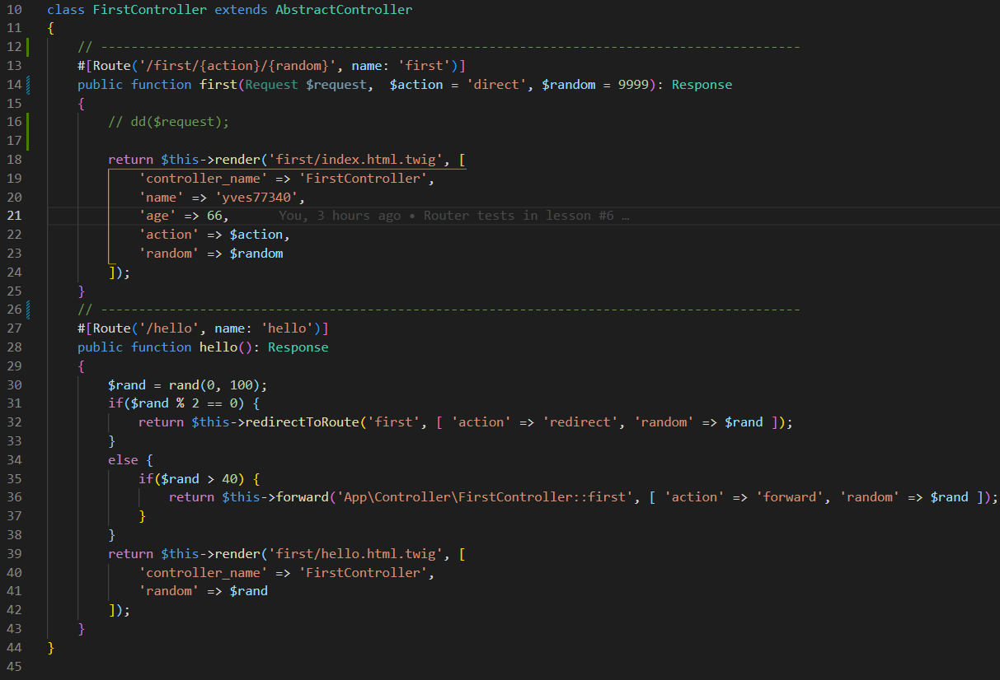 10 class FirstController extends AbstractController
11 {
12     // --------------------------------------------------------------------------------------------
13     #[Route('/first/{action}/{random}', name: 'first')]
14     public function first(Request $request,  $action = 'direct', $random = 9999): Response
15     {
16         // dd($request);
17
18         return $this->render('first/index.html.twig', [
19             'controller_name' => 'FirstController',
20             'name' => 'yves77340',
21             'age' => 66,       You, 3 hours ago • Router tests in lesson #6 …
22             'action' => $action,
23             'random' => $random
24         ]);
25     }
26     // --------------------------------------------------------------------------------------------
27     #[Route('/hello', name: 'hello')]
28     public function hello(): Response
29     {
30         $rand = rand(0, 100);
31         if($rand % 2 == 0) {
32             return $this->redirectToRoute('first', [ 'action' => 'redirect', 'random' => $rand ]);
33         }
34         else {
35             if($rand > 40) {
36                 return $this->forward('App\Controller\FirstController::first', [ 'action' => 'forward', 'random' => $rand ]);
37             }
38         }
39         return $this->render('first/hello.html.twig', [
40             'controller_name' => 'FirstController',
41             'random' => $rand
42         ]);
43     }
44 }
45